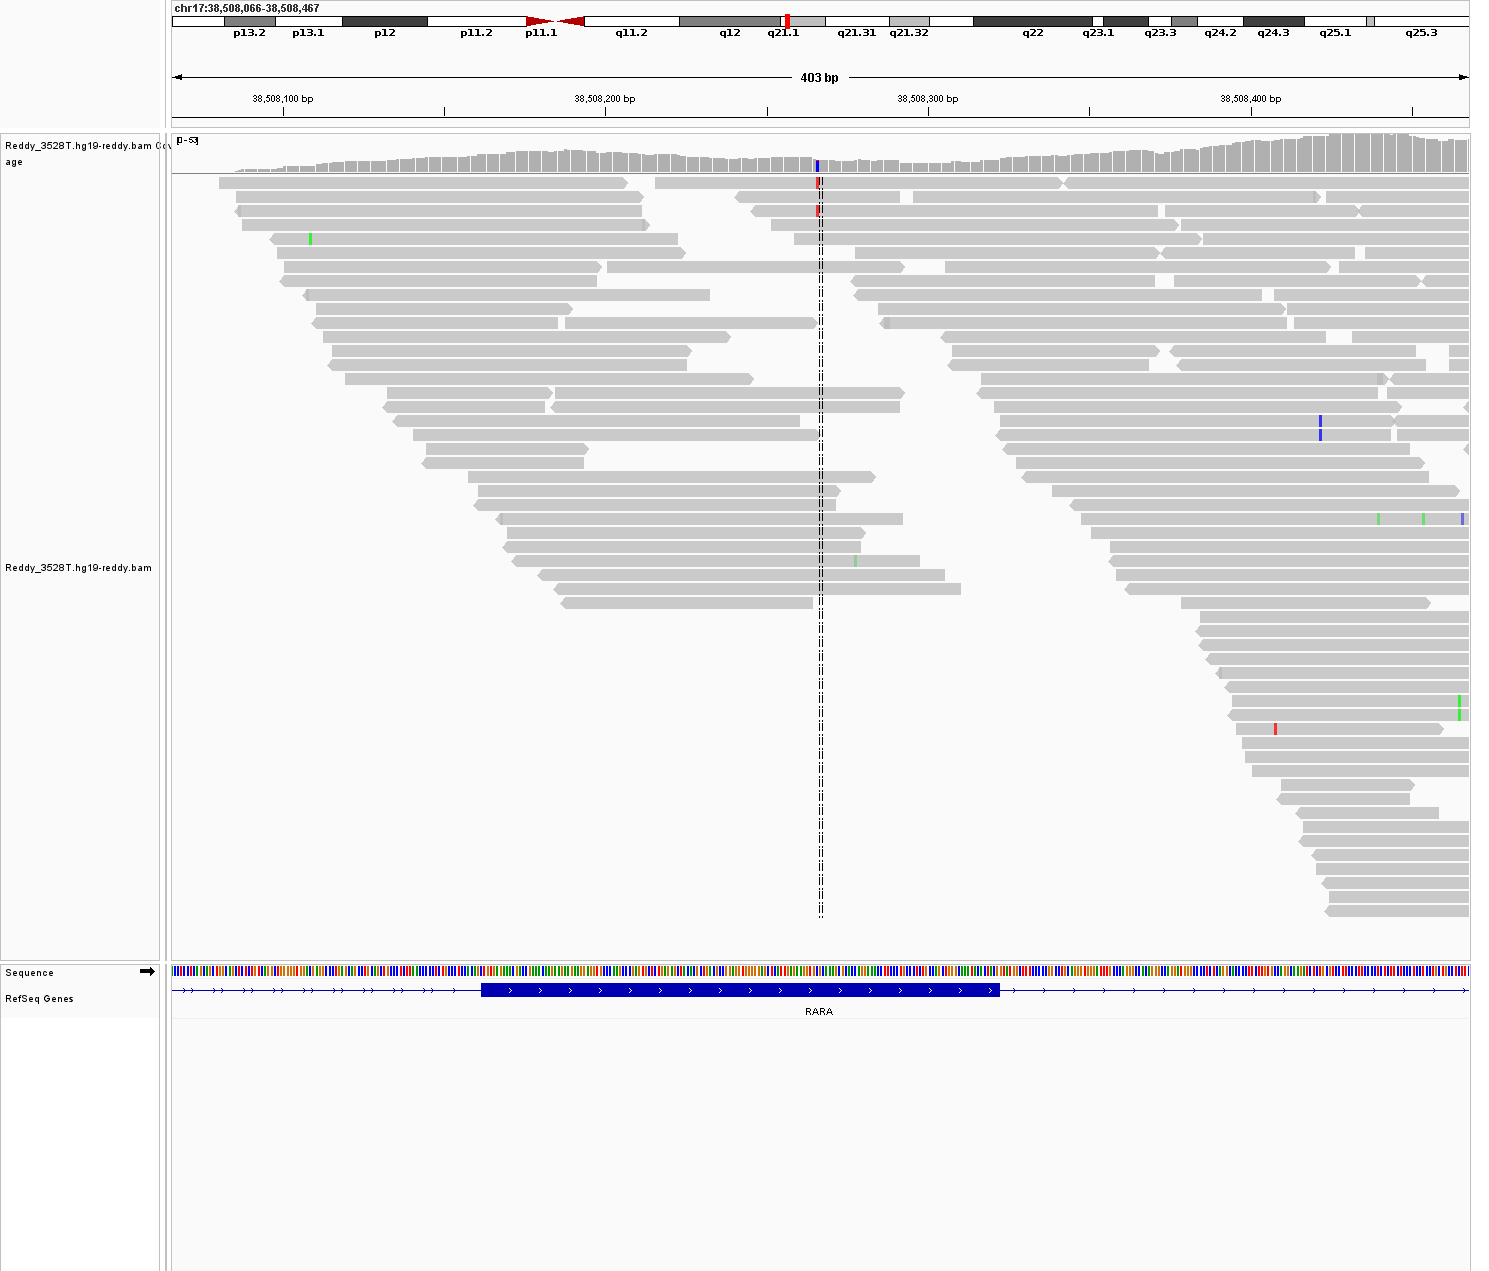 chr17:38,508,066-38,508,467
p13.2 p13.1 p12 p11.2 p11.1 q11.2 q12 q21.1 q21.31 q21.32 q22 q23.1 q23.3 q24.2 q24.3 q25.1 q25.3
403 bp
38,508,100 bp 38,508,200 bp 38,508,300 bp 38,508,400 bp
[0-53]
Reddy_3528T.hg19-reddy.bam Cov
age
Reddy_3528T.hg19-reddy.bam
Sequence
RefSeq Genes
RARA